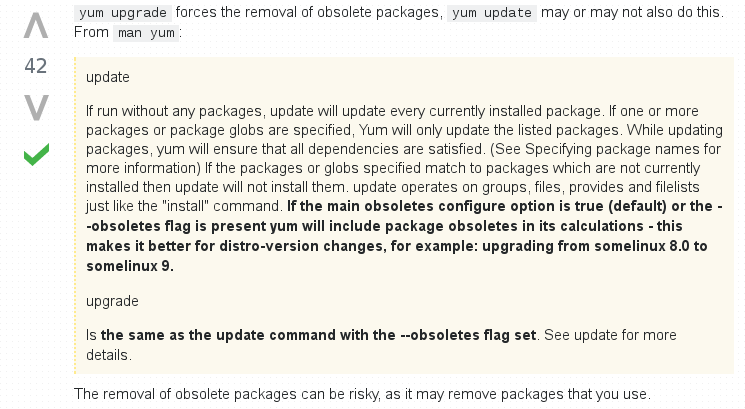 yum upgrade forces the removal of obsolete packages, yum update may or may not also do this.
From man yum:
42
update
If run without any packages, update will update every currently installed package. If one or more
packages or package globs are specified, Yum will only update the listed packages. While updating
packages, yum will ensure that all dependencies are satisfied. (See Specifying package names for
more information) If the packages or globs specified match to packages which are not currently
installed then update will not install them. update operates on groups, files, provides and filelists
just like the "install" command. If the main obsoletes configure option is true (default) or the -
-obsoletes flag is present yum will include package obsoletes in its calculations - this
makes it better for distro-version changes, for example: upgrading from somelinux 8.0 to
somelinux 9.
upgrade
Is the same as the update command with the --obsoletes flag set. See update for more
details.
The removal of obsolete packages can be risky, as it may remove packages that you use.